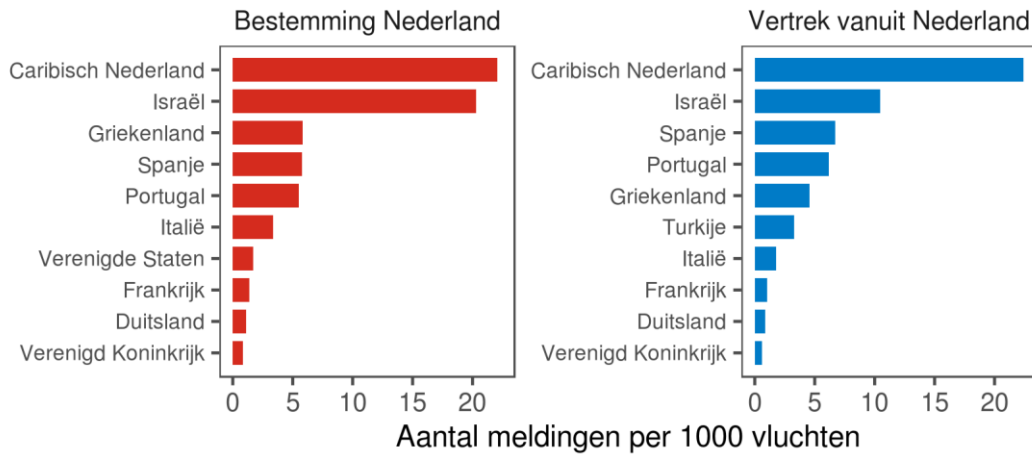 Bestemming Nederland
Caribisch Nederland
Israël
Griekenland
Spanje
Portugal
Italië
Verenigde Staten
Frankrijk
Duitsland
Verenigd Koninkrijk
0 5 10 15 20
Vertrek vanuit Nederland
Caribisch Nederland
Israël
Spanje
Portugal
Griekenland
Turkije
Italië
Frankrijk
Duitsland
Verenigd Koninkrijk
0 5 10 15 20
Aantal meldingen per 1000 vluchten